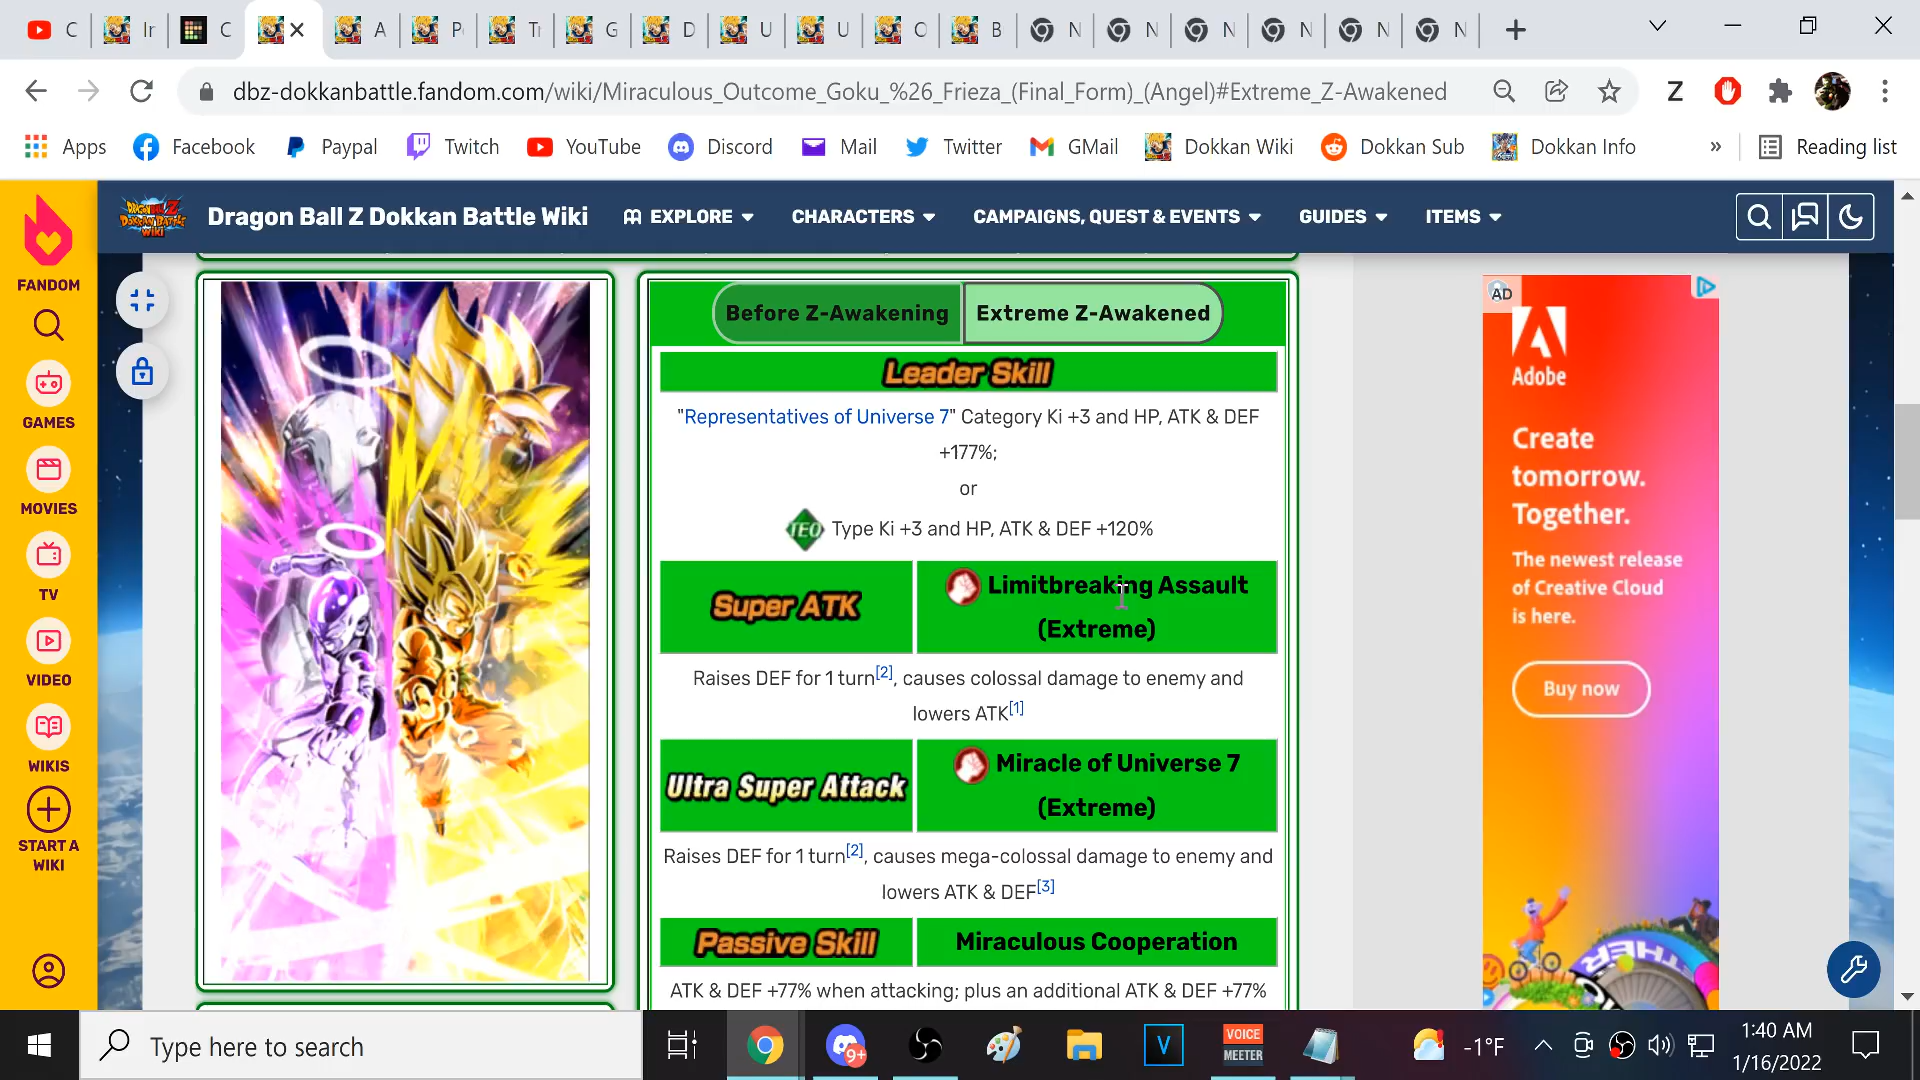 C
Ir
C
A
P
Tr
G
D
U
U
C
B
N
N
N
N
N
N
dbz-dokkanbattle.fandom.com/wiki/Miraculous_Outcome_Goku_%26_Frieza_(Final_Form)_(Angel)#Extreme_Z-Awakened
Z
Apps Facebook Paypal Twitch YouTube Discord Mail Twitter GMail Dokkan Wiki Dokkan Sub Dokkan Info » Reading list
Dragon Ball Z Dokkan Battle Wiki EXPLORE CHARACTERS CAMPAIGNS, QUEST & EVENTS GUIDES ITEMS
FANDOM
GAMES
MOVIES
TV
VIDEO
WIKIS
START A
WIKI
Before Z-Awakening Extreme Z-Awakened
Leader Skill
"Representatives of Universe 7" Category Ki +3 and HP, ATK & DEF
+177%;
or
TEQ Type Ki +3 and HP, ATK & DEF +120%
Super ATK
Limitbreaking Assault
(Extreme)
Raises DEF for 1 turn[2], causes colossal damage to enemy and
lowers ATK[1]
Ultra Super Attack
Miracle of Universe 7
(Extreme)
Raises DEF for 1 turn[2], causes mega-colossal damage to enemy and
lowers ATK & DEF[3]
Passive Skill
Miraculous Cooperation
ATK & DEF +77% when attacking; plus an additional ATK & DEF +77%
AD
Adobe
Create
tomorrow.
Together.
The newest release
of Creative Cloud
is here.
Buy now
Type here to search
9+
V
VOICE
MEETER
-1°F
1:40 AM
1/16/2022